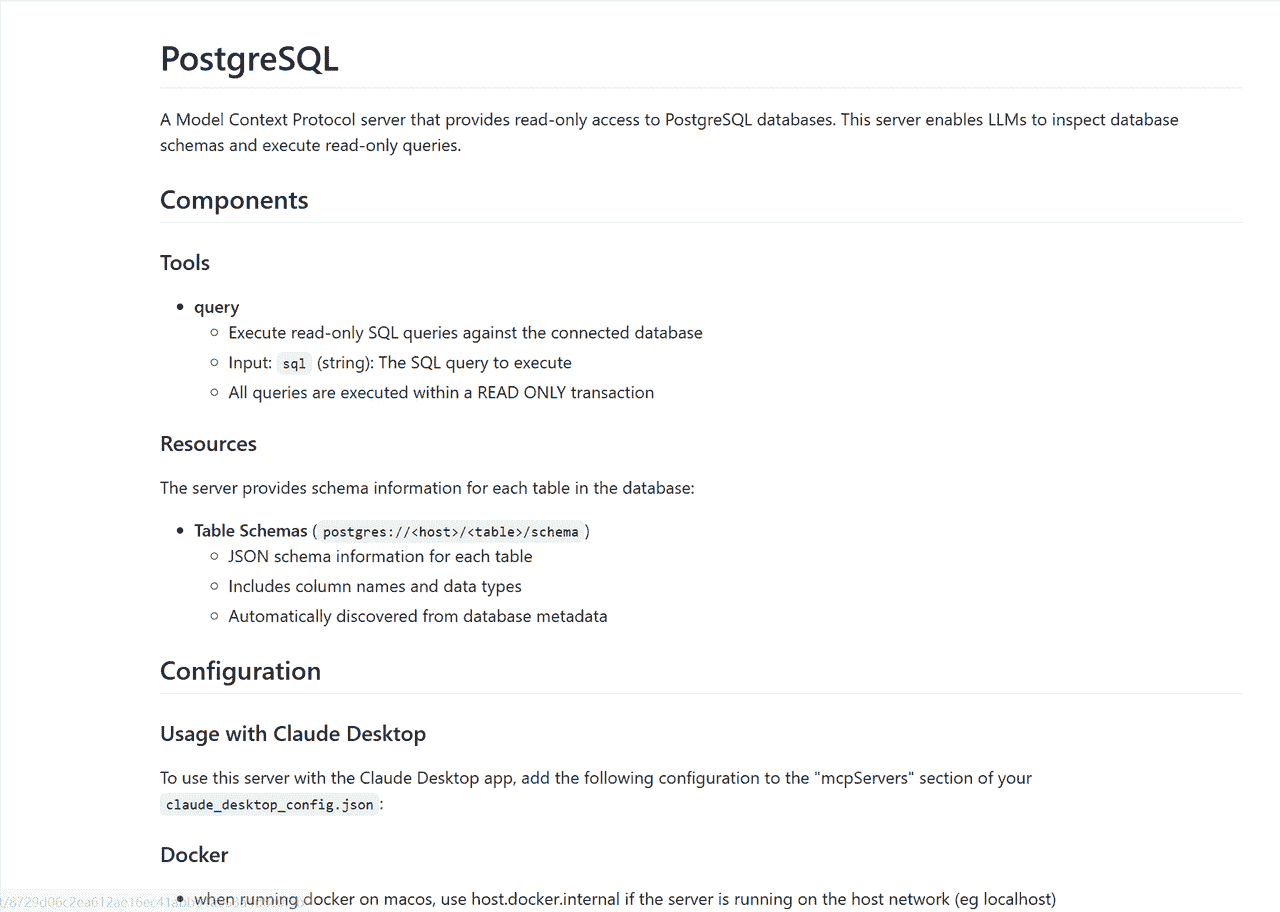 PostgreSQL
A Model Context Protocol server that provides read-only access to PostgreSQL databases. This server enables LLMs to inspect database
schemas and execute read-only queries.
Components
Tools
query
Execute read-only SQL queries against the connected database
Input: sql (string): The SQL query to execute
All queries are executed within a READ ONLY transaction
Resources
The server provides schema information for each table in the database:
Table Schemas (postgres://<host>/<table>/schema)
JSON schema information for each table
Includes column names and data types
Automatically discovered from database metadata
Configuration
Usage with Claude Desktop
To use this server with the Claude Desktop app, add the following configuration to the "mcpServers" section of your
claude_desktop_config.json:
Docker
when running docker on macos, use host.docker.internal if the server is running on the host network (eg localhost)